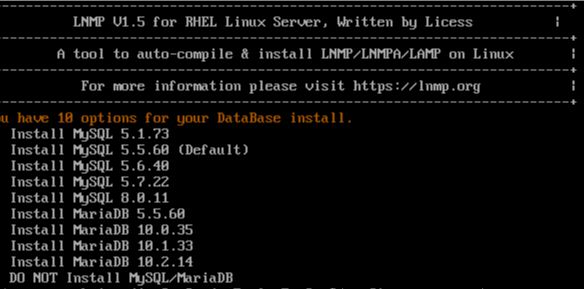 LNMP V1.5 for RHEL Linux Server, Written by Licess
A tool to auto-compile & install LNMP/LNMPA/LAMP on Linux
For more information please visit https://lnmp.org
u have 10 options for your DataBase install.
Install MySQL 5.1.73
Install MySQL 5.5.60 (Default)
Install MySQL 5.6.40
Install MySQL 5.7.22
Install MySQL 8.0.11
Install MariaDB 5.5.60
Install MariaDB 10.0.35
Install MariaDB 10.1.33
Install MariaDB 10.2.14
DO NOT Install MySQL/MariaDB